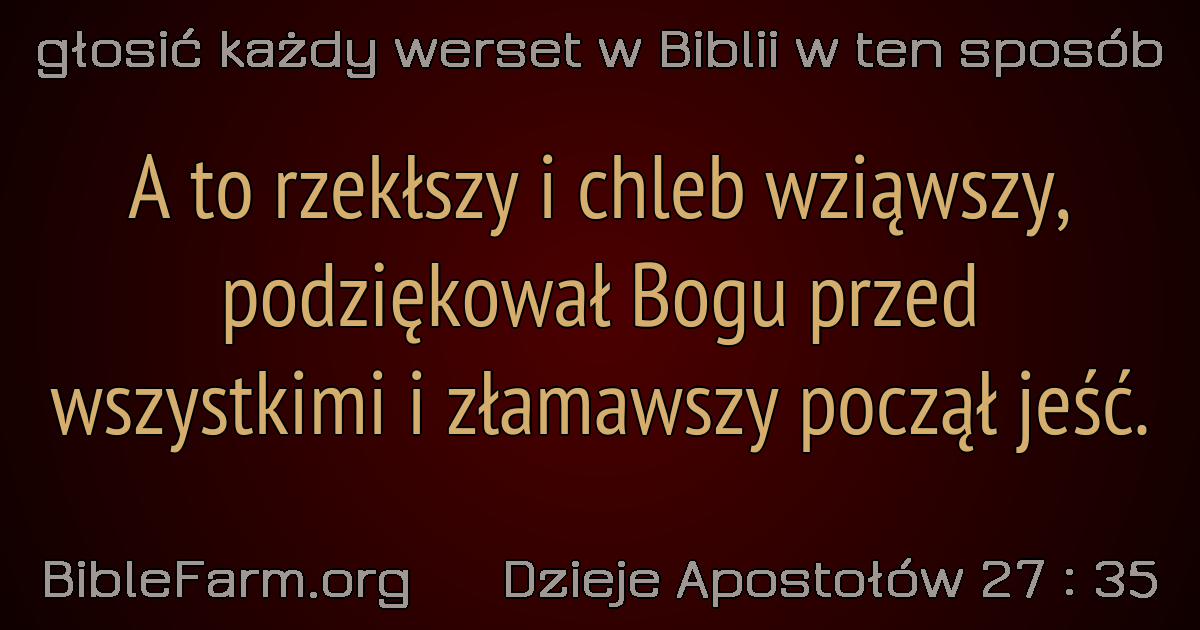 głosić każdy werset w Biblii w ten sposób
A to rzekłszy i chleb wziąwszy,
podziękował Bogu przed
wszystkimi i złamawszy począł jeść.
BibleFarm.org Dzieje Apostołów 27 : 35